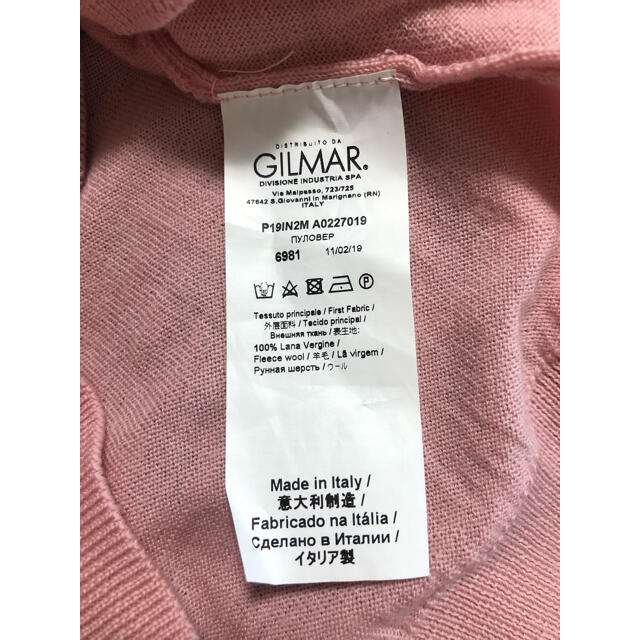 DISTRIBUITO DA
GILMAR®
DIVISIONE INDUSTRIA SPA
Via Malpasso, 723/725
47842 S.Giovanni in Marignano (RN)
ITALY
P19IN2M A0227019
ПУЛОВЕР
6981 11/02/19
Tessuto principale / First Fabric /
外層面料 / Tecido principal /
Внешняя ткань / 表生地:
100% Lana Vergine /
Fleece wool / 羊毛 / Lã virgem /
Рунная шерсть / ウール
Made in Italy /
意大利制造 /
Fabricado na Itália /
Сделано в Италии /
イタリア製